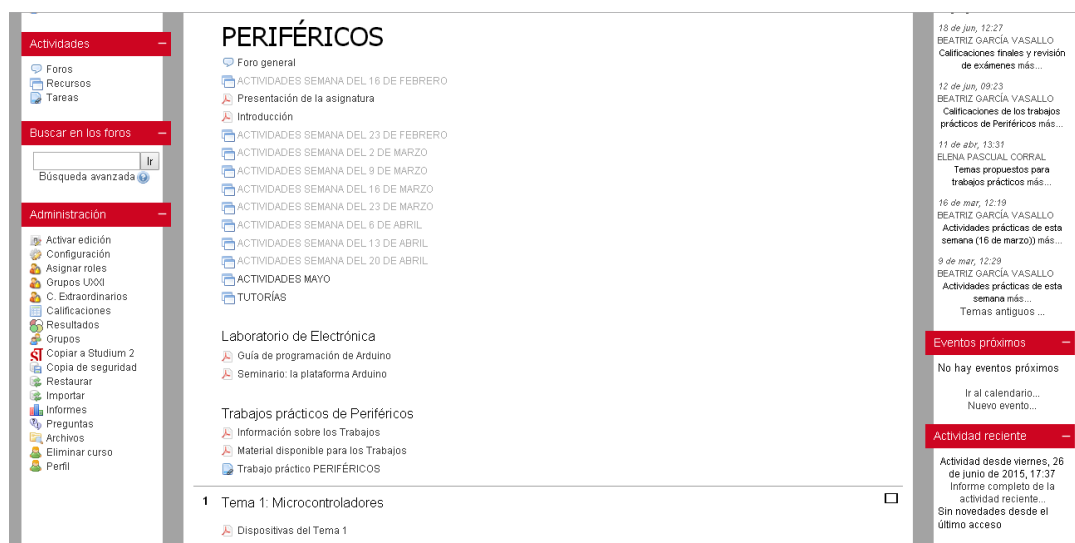 Actividades
Foros
Recursos
Tareas
Buscar en los foros
Ir
Búsqueda avanzada
Administración
Activar edición
Configuración
Asignar roles
Grupos UXXI
C. Extraordinarios
Calificaciones
Resultados
Grupos
Copiar a Studium 2
Copia de seguridad
Restaurar
Importar
Informes
Preguntas
Archivos
Eliminar curso
Perfil
PERIFÉRICOS
Foro general
ACTIVIDADES SEMANA DEL 16 DE FEBRERO
Presentación de la asignatura
Introducción
ACTIVIDADES SEMANA DEL 23 DE FEBRERO
ACTIVIDADES SEMANA DEL 2 DE MARZO
ACTIVIDADES SEMANA DEL 9 DE MARZO
ACTIVIDADES SEMANA DEL 16 DE MARZO
ACTIVIDADES SEMANA DEL 23 DE MARZO
ACTIVIDADES SEMANA DEL 6 DE ABRIL
ACTIVIDADES SEMANA DEL 13 DE ABRIL
ACTIVIDADES SEMANA DEL 20 DE ABRIL
ACTIVIDADES MAYO
TUTORÍAS
Laboratorio de Electrónica
Guía de programación de Arduino
Seminario: la plataforma Arduino
Trabajos prácticos de Periféricos
Información sobre los Trabajos
Material disponible para los Trabajos
Trabajo práctico PERIFÉRICOS
1 Tema 1: Microcontroladores
Dispositivas del Tema 1
18 de jun, 12:27
BEATRIZ GARCÍA VASALLO
Calificaciones finales y revisión
de exámenes más...
12 de jun, 09:23
BEATRIZ GARCÍA VASALLO
Calificaciones de los trabajos
prácticos de Periféricos más...
11 de abr, 13:31
ELENA PASCUAL CORRAL
Temas propuestos para
trabajos prácticos más...
16 de mar, 12:19
BEATRIZ GARCÍA VASALLO
Actividades prácticas de esta
semana (16 de marzo)) más...
9 de mar, 12:29
BEATRIZ GARCÍA VASALLO
Actividades prácticas de esta
semana más...
Temas antiguos ...
Eventos próximos
No hay eventos próximos
Ir al calendario...
Nuevo evento...
Actividad reciente
Actividad desde viernes, 26
de junio de 2015, 17:37
Informe completo de la
actividad reciente...
Sin novedades desde el
último acceso